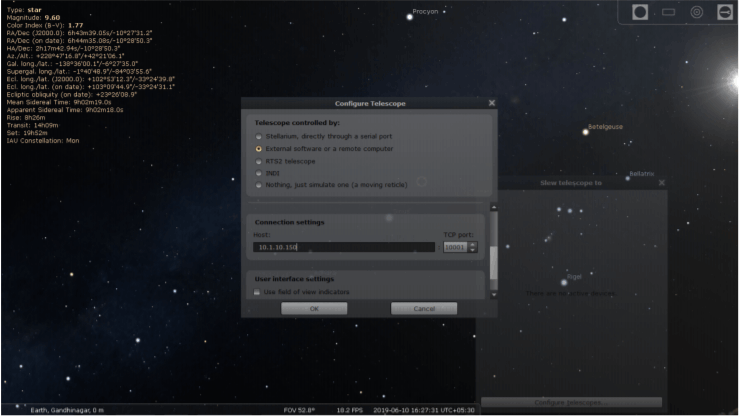 Type: star
Magnitude: 9.60
Color Index (B-V): 1.77
RA/Dec (J2000.0): 6h43m39.05s/-10°27'31.2"
RA/Dec (on date): 6h44m35.08s/-10°28'50.3"
HA/Dec: 2h17m42.94s/-10°28'50.3"
Az./Alt.: +228°47'16.8"/+42°21'06.1"
Gal. long./lat.: -138°36'00.1"/-6°27'35.0"
Supergal. long./lat.: -1°40'48.9"/-84°03'55.6"
Ecl. long./lat. (J2000.0): +102°53'12.3"/-33°24'39.8"
Ecl. long./lat. (on date): +103°09'44.9"/-33°24'31.1"
Ecliptic obliquity (on date): +23°26'08.9"
Mean Sidereal Time: 9h02m19.0s
Apparent Sidereal Time: 9h02m18.0s
Rise: 8h26m
Transit: 14h09m
Set: 19h52m
IAU Constellation: Mon
Procyon
Betelgeuse
Bellatrix
Rigel
Configure Telescope
Telescope controlled by:
Stellarium, directly through a serial port
External software or a remote computer
RTS2 telescope
INDI
Nothing, just simulate one (a moving reticle)
Connection settings
Host:
TCP port:
10.1.10.150
: 10001
User interface settings
Use field of view indicators
OK
Cancel
Slew telescope to
Configure telescopes...
Earth, Gandhinagar, 0 m
FOV 52.8°
18.2 FPS
2019-06-10 16:27:31 UTC+05:30